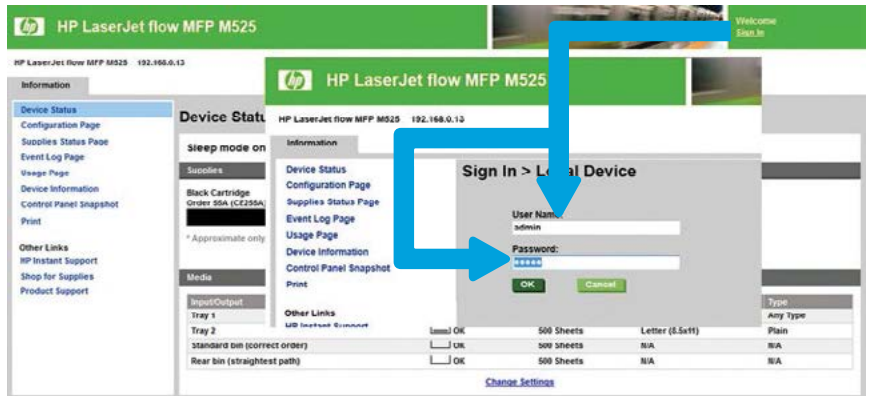 hp HP LaserJet flow MFP M525
Welcome
Sign In
HP LaserJet flow MFP M525 192.168.0.13
Information
Device Status
Configuration Page
Supplies Status Page
Event Log Page
Usage Page
Device Information
Control Panel Snapshot
Print
Other Links
HP Instant Support
Shop for Supplies
Product Support
Device Statu
Sleep mode on
Supplies
Black Cartridge
Order 55A (CE255A)
* Approximate only
Media
Input/Output
Type
Tray 1
Any Type
Tray 2 OK 500 Sheets Letter (8.5x11) Plain
Standard bin (correct order) OK 500 Sheets N/A N/A
Rear bin (straightest path) OK 500 Sheets N/A N/A
Change Settings
hp HP LaserJet flow MFP M525
HP LaserJet flow MFP M525 192.168.0.13
Information
Device Status
Configuration Page
Supplies Status Page
Event Log Page
Usage Page
Device Information
Control Panel Snapshot
Print
Other Links
HP Instant Support
Sign In > Local Device
User Name:
admin
Password:
•••••
OK Cancel